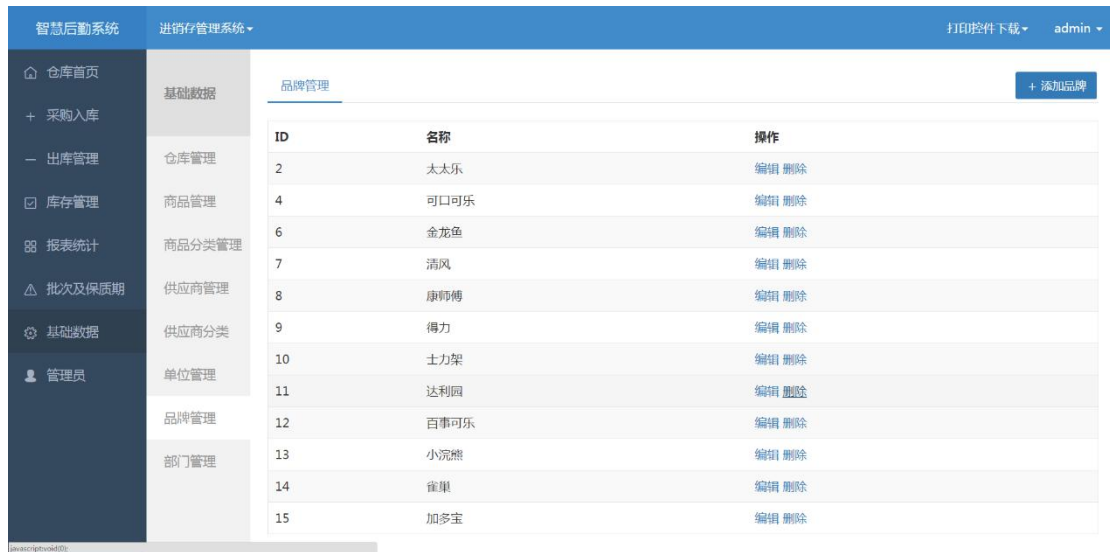 智慧后勤系统 进销存管理系统 打印控件下载 admin
仓库首页
采购入库
出库管理
库存管理
报表统计
批次及保质期
基础数据
管理员
基础数据
仓库管理
商品管理
商品分类管理
供应商管理
供应商分类
单位管理
品牌管理
部门管理
品牌管理 + 添加品牌
ID 名称 操作
2 太太乐 编辑 删除
4 可口可乐 编辑 删除
6 金龙鱼 编辑 删除
7 清风 编辑 删除
8 康师傅 编辑 删除
9 得力 编辑 删除
10 士力架 编辑 删除
11 达利园 编辑 删除
12 百事可乐 编辑 删除
13 小浣熊 编辑 删除
14 雀巢 编辑 删除
15 加多宝 编辑 删除
javascript:void(0);